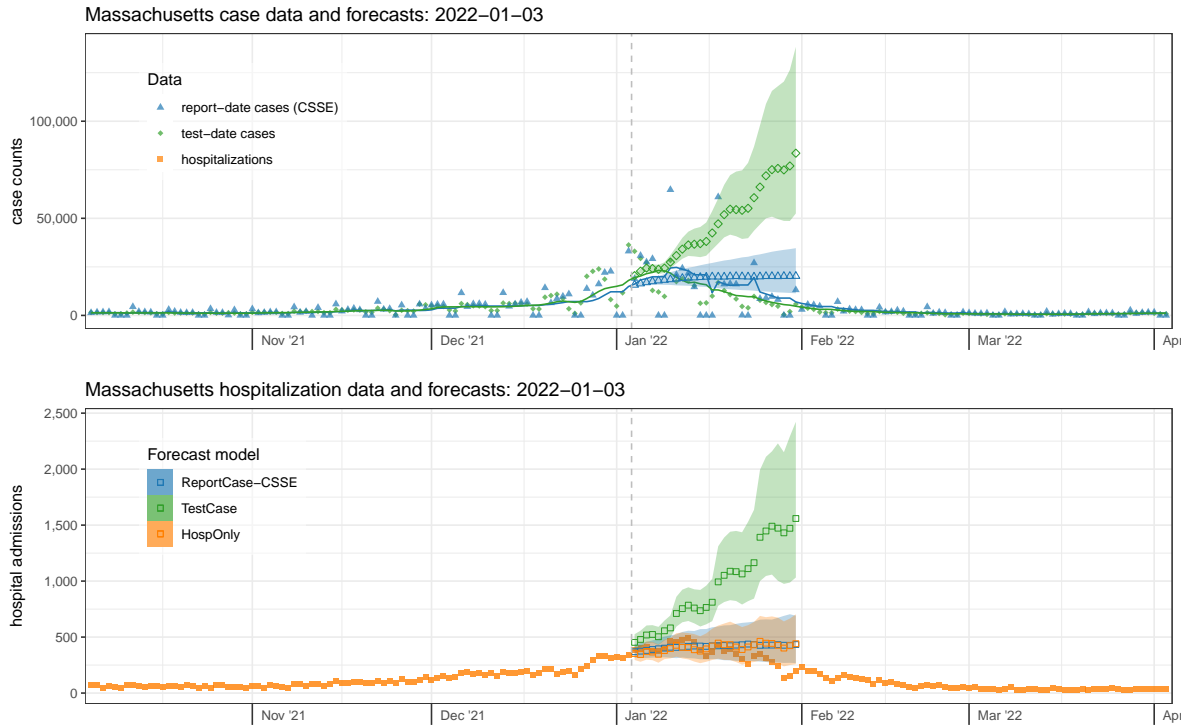 Massachusetts case data and forecasts: 2022−01−03
case counts
100,000
50,000
0
Data
report−date cases (CSSE)
test−date cases
hospitalizations
Nov '21
Dec '21
Jan '22
Feb '22
Mar '22
Apr
Massachusetts hospitalization data and forecasts: 2022−01−03
hospital admissions
2,500
2,000
1,500
1,000
500
0
Forecast model
ReportCase−CSSE
TestCase
HospOnly
Nov '21
Dec '21
Jan '22
Feb '22
Mar '22
Apr